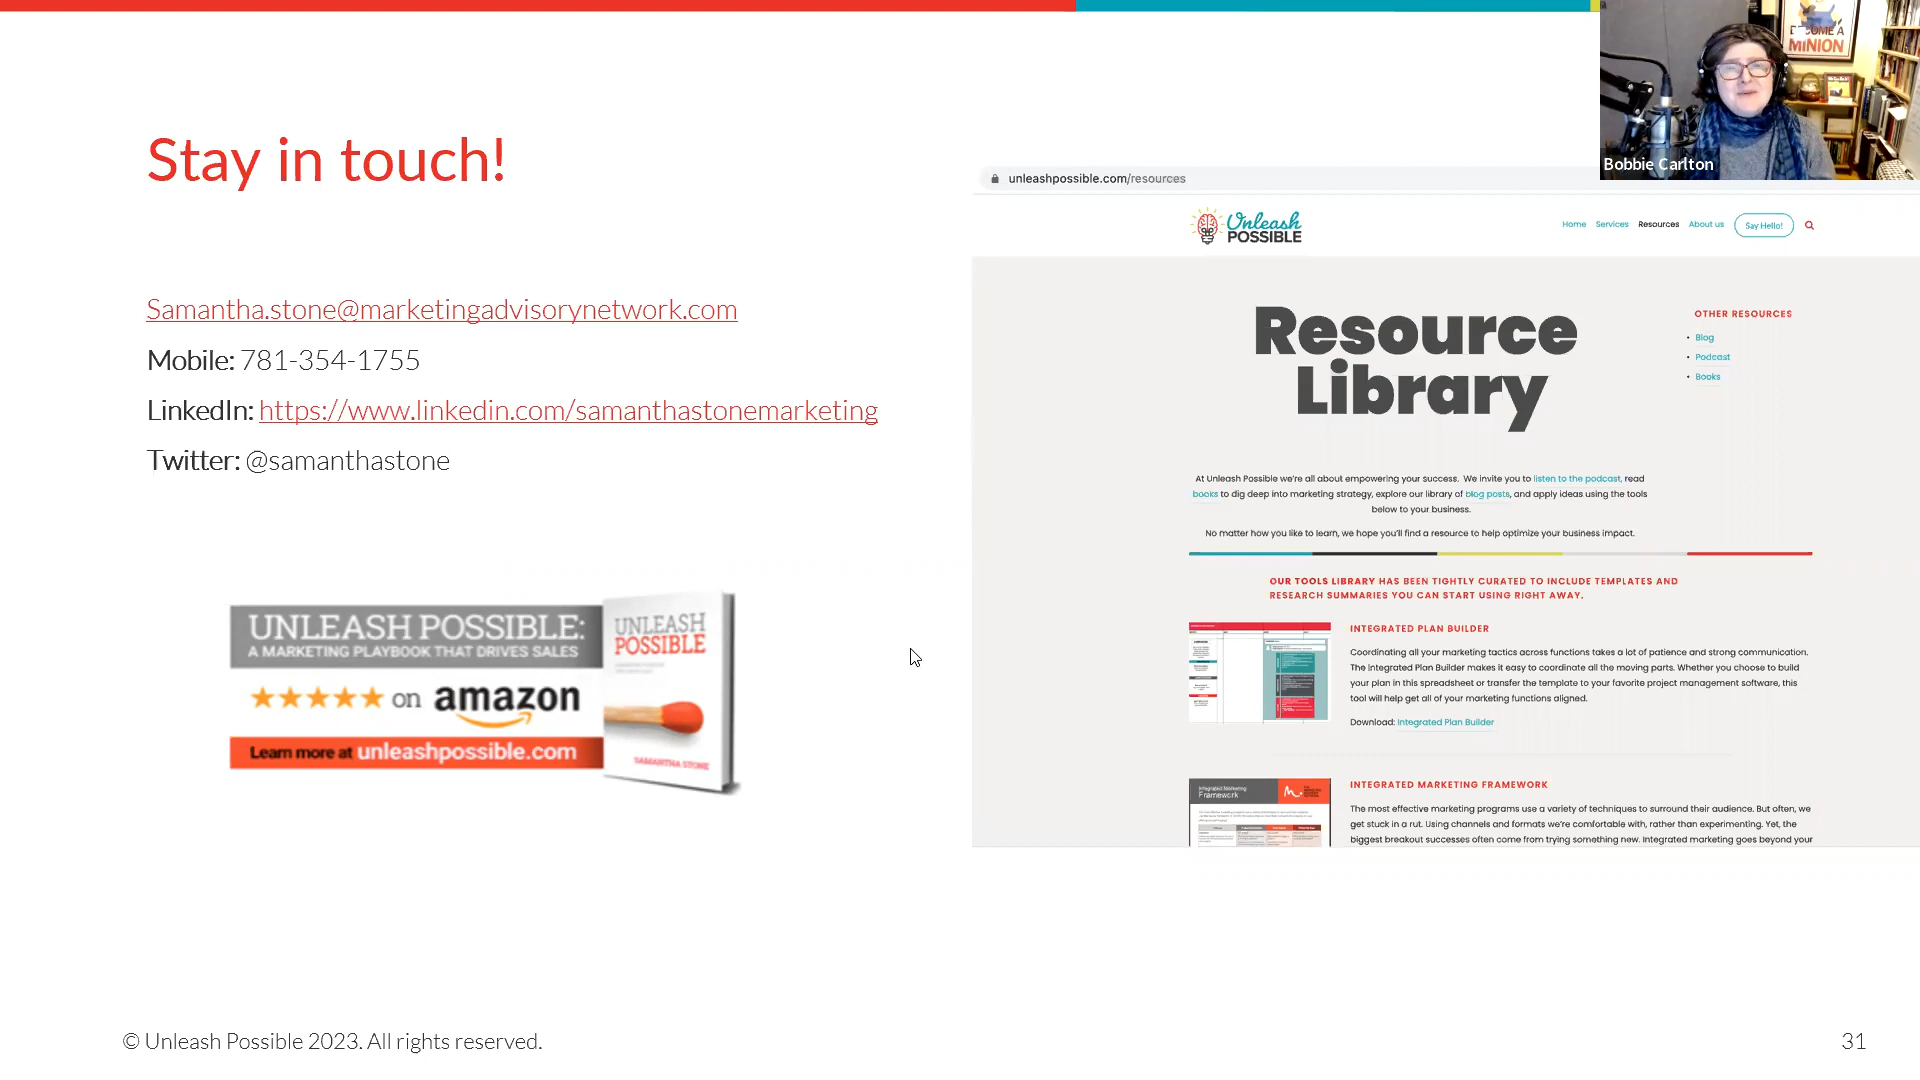 Stay in touch!
Samantha.stone@marketingadvisorynetwork.com
Mobile: 781-354-1755
LinkedIn: https://www.linkedin.com/samanthastonemarketing
Twitter: @samanthastone
UNLEASH POSSIBLE:
A MARKETING PLAYBOOK THAT DRIVES SALES
★★★★★ on amazon
Learn more at unleashpossible.com
UNLEASH
POSSIBLE
SAMANTHA STONE
BECOME A
MINION
Bobbie Carlton
unleashpossible.com/resources
Unleash
POSSIBLE
Home Services Resources About us Say Hello!
Resource
Library
OTHER RESOURCES
• Blog
• Podcast
• Books
At Unleash Possible we're all about empowering your success. We invite you to listen to the podcast, read
books to dig deep into marketing strategy, explore our library of blog posts, and apply ideas using the tools
below to your business.
No matter how you like to learn, we hope you'll find a resource to help optimize your business impact.
OUR TOOLS LIBRARY HAS BEEN TIGHTLY CURATED TO INCLUDE TEMPLATES AND
RESEARCH SUMMARIES YOU CAN START USING RIGHT AWAY.
INTEGRATED PLAN BUILDER
Coordinating all your marketing tactics across functions takes a lot of patience and strong communication.
The Integrated Plan Builder makes it easy to coordinate all the moving parts. Whether you choose to build
your plan in this spreadsheet or transfer the template to your favorite project management software, this
tool will help get all of your marketing functions aligned.
Download: Integrated Plan Builder
Integrated Marketing
Framework
INTEGRATED MARKETING FRAMEWORK
The most effective marketing programs use a variety of techniques to surround their audience. But often, we
get stuck in a rut. Using channels and formats we're comfortable with, rather than experimenting. Yet, the
biggest breakout successes often come from trying something new. Integrated marketing goes beyond your
© Unleash Possible 2023. All rights reserved.
31